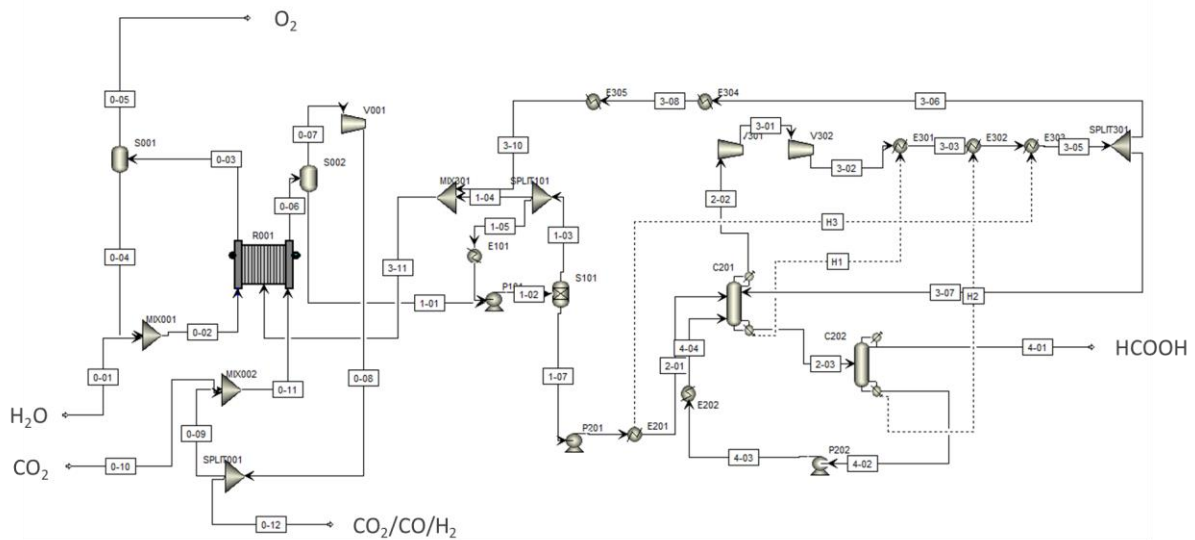 O2
0-05
V001
0-07
S001
S002
0-03
0-06
R001
0-04
MIX001
0-02
0-01
H2O
MIX002
0-11
0-08
0-09
CO2
0-10
SPLIT001
0-12
CO2/CO/H2
E305
3-08
E304
3-06
3-01
V301
V302
SPLIT301
3-10
E301
3-03
E302
E303
3-05
3-02
MIX301
1-04
SPLIT101
2-02
1-05
H3
E101
1-03
3-11
C201
H1
1-01
P101
1-02
S101
3-07
H2
C202
4-04
2-01
2-03
4-01
HCOOH
1-07
E202
P201
E201
P202
4-03
4-02